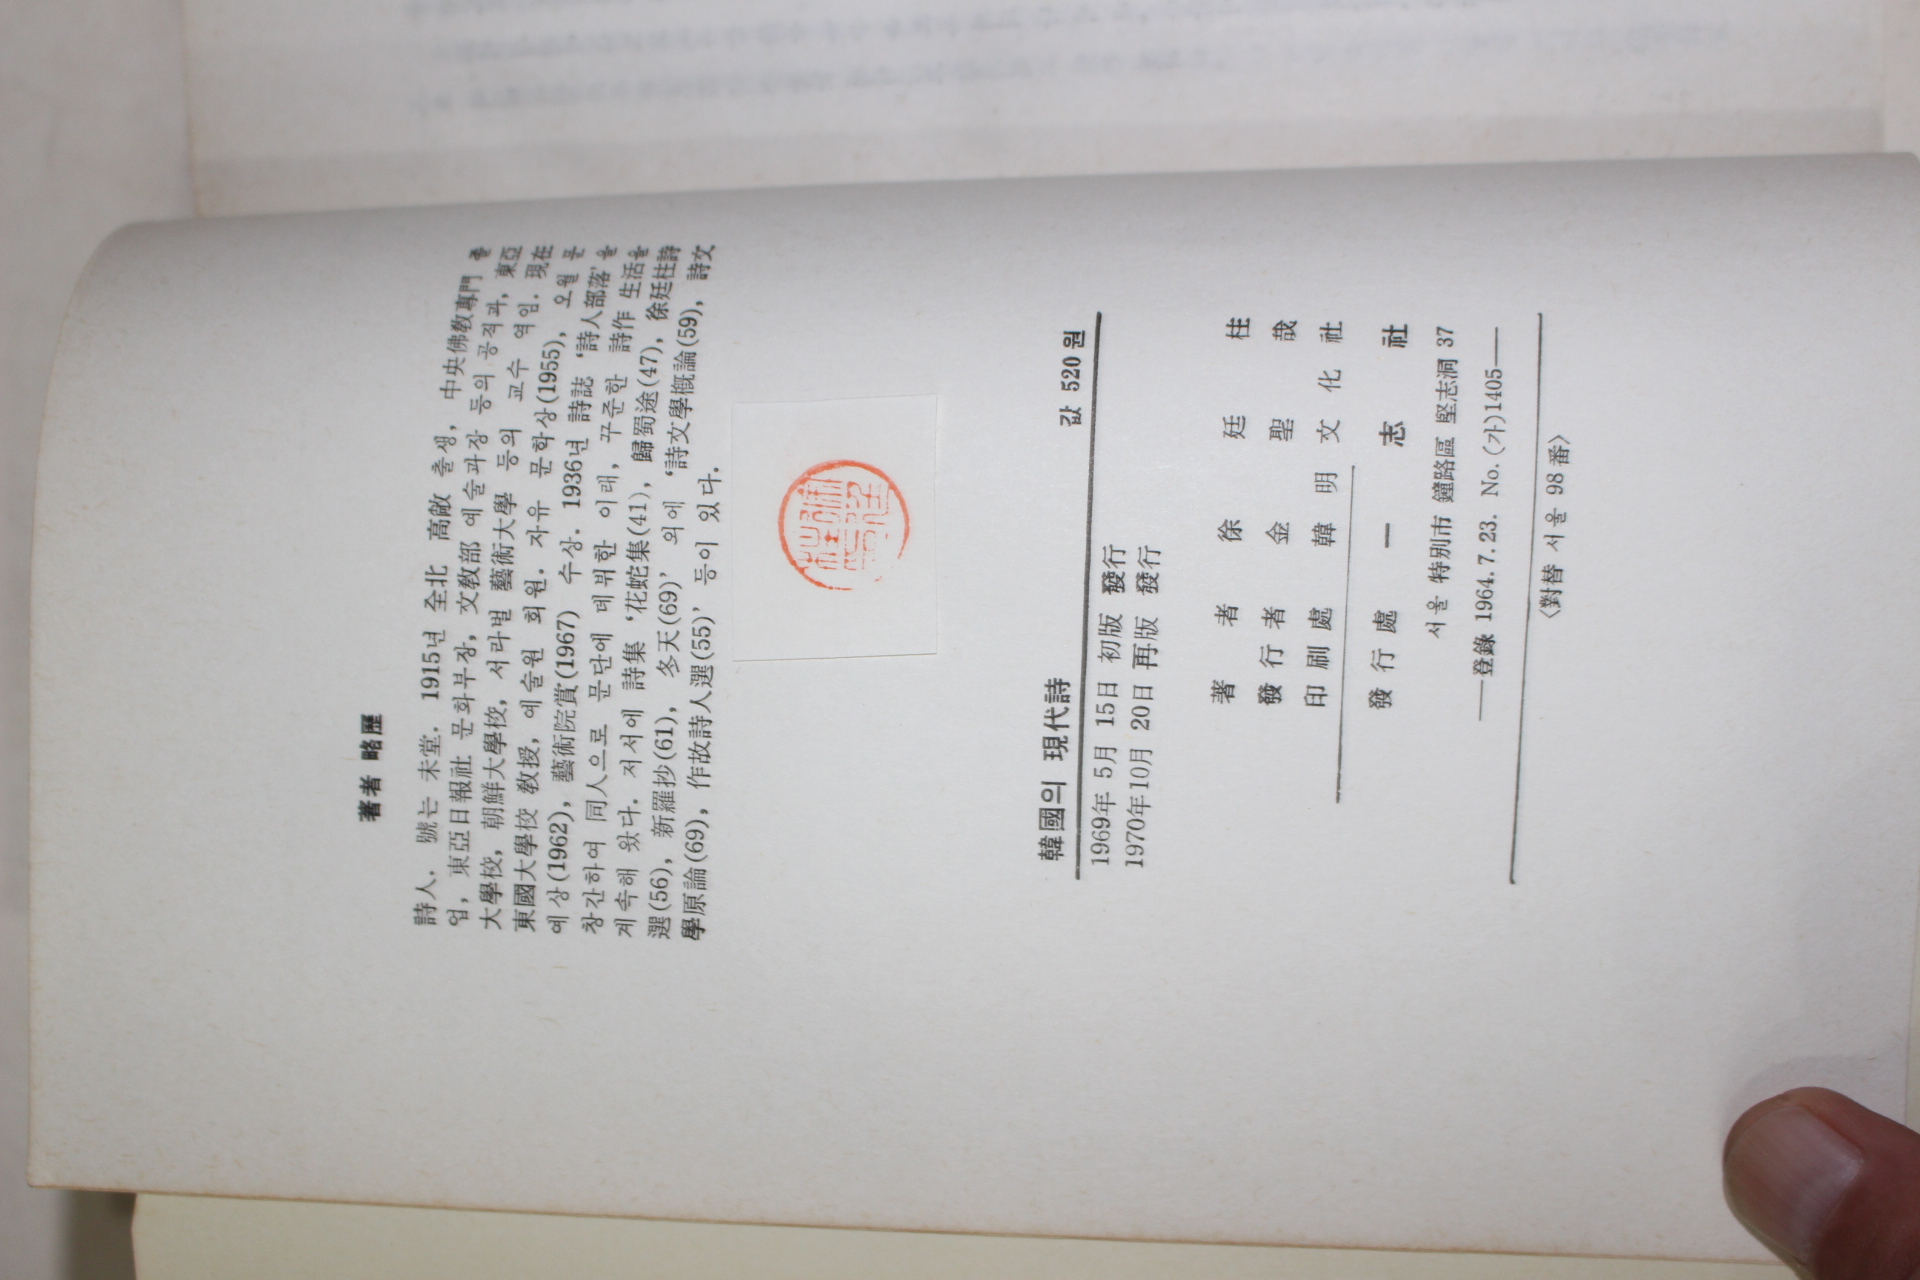 著者 略歷
詩人. 號는 未堂. 1915년 全北 高敞 출생, 中央佛敎專門 졸
업, 東亞日報社 문화부장, 文敎部 예술과장 등의 공직과, 東亞
大學校, 朝鮮大學校, 서라벌 藝術大學 등의 교수 역임. 現在
東國大學校 敎授, 예술원 회원. 자유 문학상(1955), 오월 문
예상(1962), 藝術院賞(1967) 수상. 1936년 詩誌 ‘詩人部落’을
창간하여 同人으로 문단에 데뷔한 이래, 꾸준한 詩作 生活을
계속해 왔다. 저서에 詩集 ‘花蛇集(41), 歸蜀途(47), 徐廷柱詩
選(56), 新羅抄(61), 冬天(69)’ 외에 ‘詩文學槪論(59), 詩文
學原論(69), 作故詩人選(55)’ 등이 있다.
韓國의 現代詩 값 520원
1969年 5月 15日 初版 發行
1970年10月 20日 再版 發行
著者 徐廷柱
發行者 金聖哉
印刷處 韓明文化社
發行處 一志社
서울 特別市 鐘路區 堅志洞 37
──登錄 1964.7.23. No. (가)1405──
〈對替 서울 98番〉